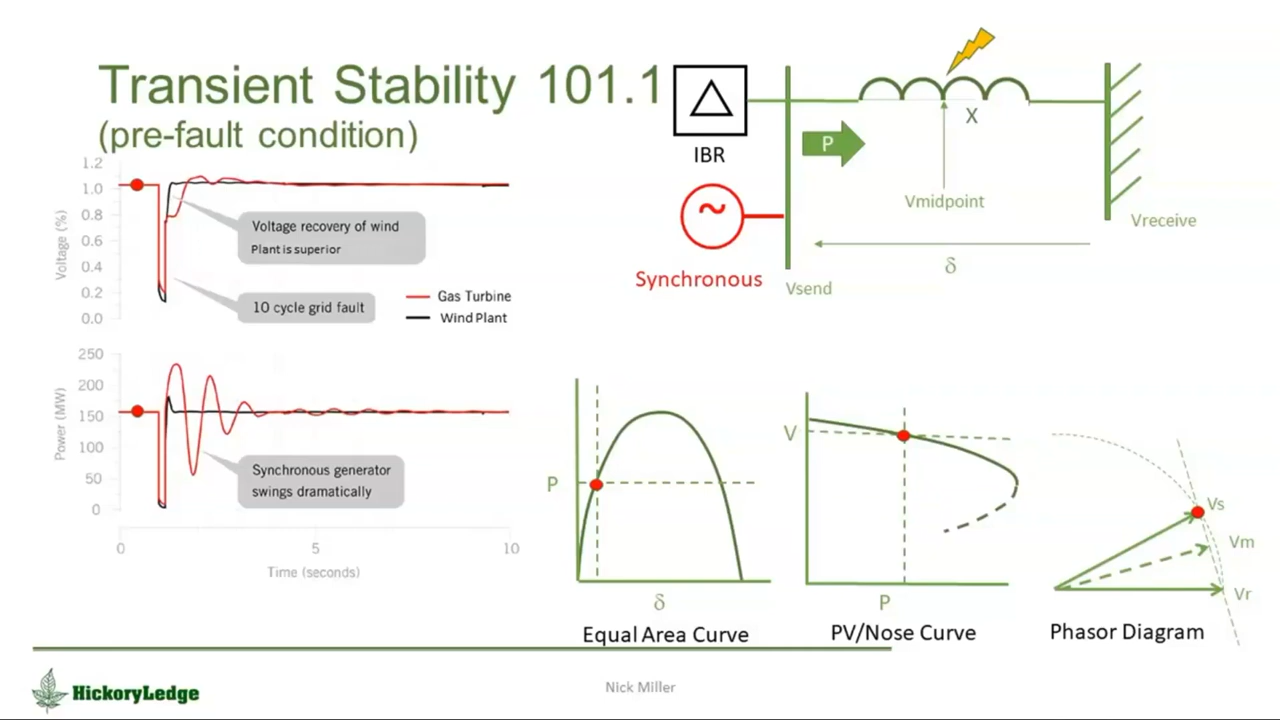 Transient Stability 101.1
(pre-fault condition)
1.2
1.0
0.8
0.6
0.4
0.2
0.0
Voltage (%)
Voltage recovery of wind
Plant is superior
10 cycle grid fault
Gas Turbine
Wind Plant
250
200
150
100
50
0
Power (MW)
Synchronous generator
swings dramatically
0
5
10
Time (seconds)
IBR
~
Synchronous
P
X
Vmidpoint
Vreceive
δ
Vsend
P
δ
Equal Area Curve
V
P
PV/Nose Curve
Vs
Vm
Vr
Phasor Diagram
HickoryLedge
Nick Miller